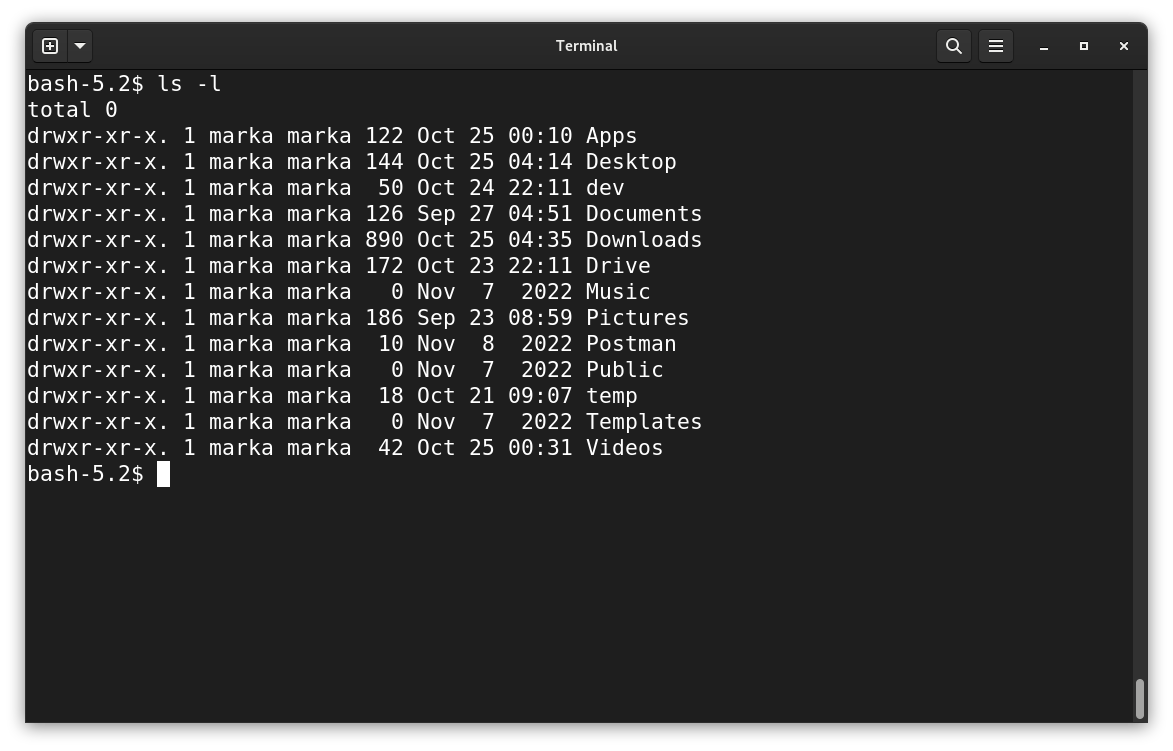 Terminal
bash-5.2$ ls -l
total 0
drwxr-xr-x. 1 marka marka 122 Oct 25 00:10 Apps
drwxr-xr-x. 1 marka marka 144 Oct 25 04:14 Desktop
drwxr-xr-x. 1 marka marka  50 Oct 24 22:11 dev
drwxr-xr-x. 1 marka marka 126 Sep 27 04:51 Documents
drwxr-xr-x. 1 marka marka 890 Oct 25 04:35 Downloads
drwxr-xr-x. 1 marka marka 172 Oct 23 22:11 Drive
drwxr-xr-x. 1 marka marka   0 Nov  7  2022 Music
drwxr-xr-x. 1 marka marka 186 Sep 23 08:59 Pictures
drwxr-xr-x. 1 marka marka  10 Nov  8  2022 Postman
drwxr-xr-x. 1 marka marka   0 Nov  7  2022 Public
drwxr-xr-x. 1 marka marka  18 Oct 21 09:07 temp
drwxr-xr-x. 1 marka marka   0 Nov  7  2022 Templates
drwxr-xr-x. 1 marka marka  42 Oct 25 00:31 Videos
bash-5.2$